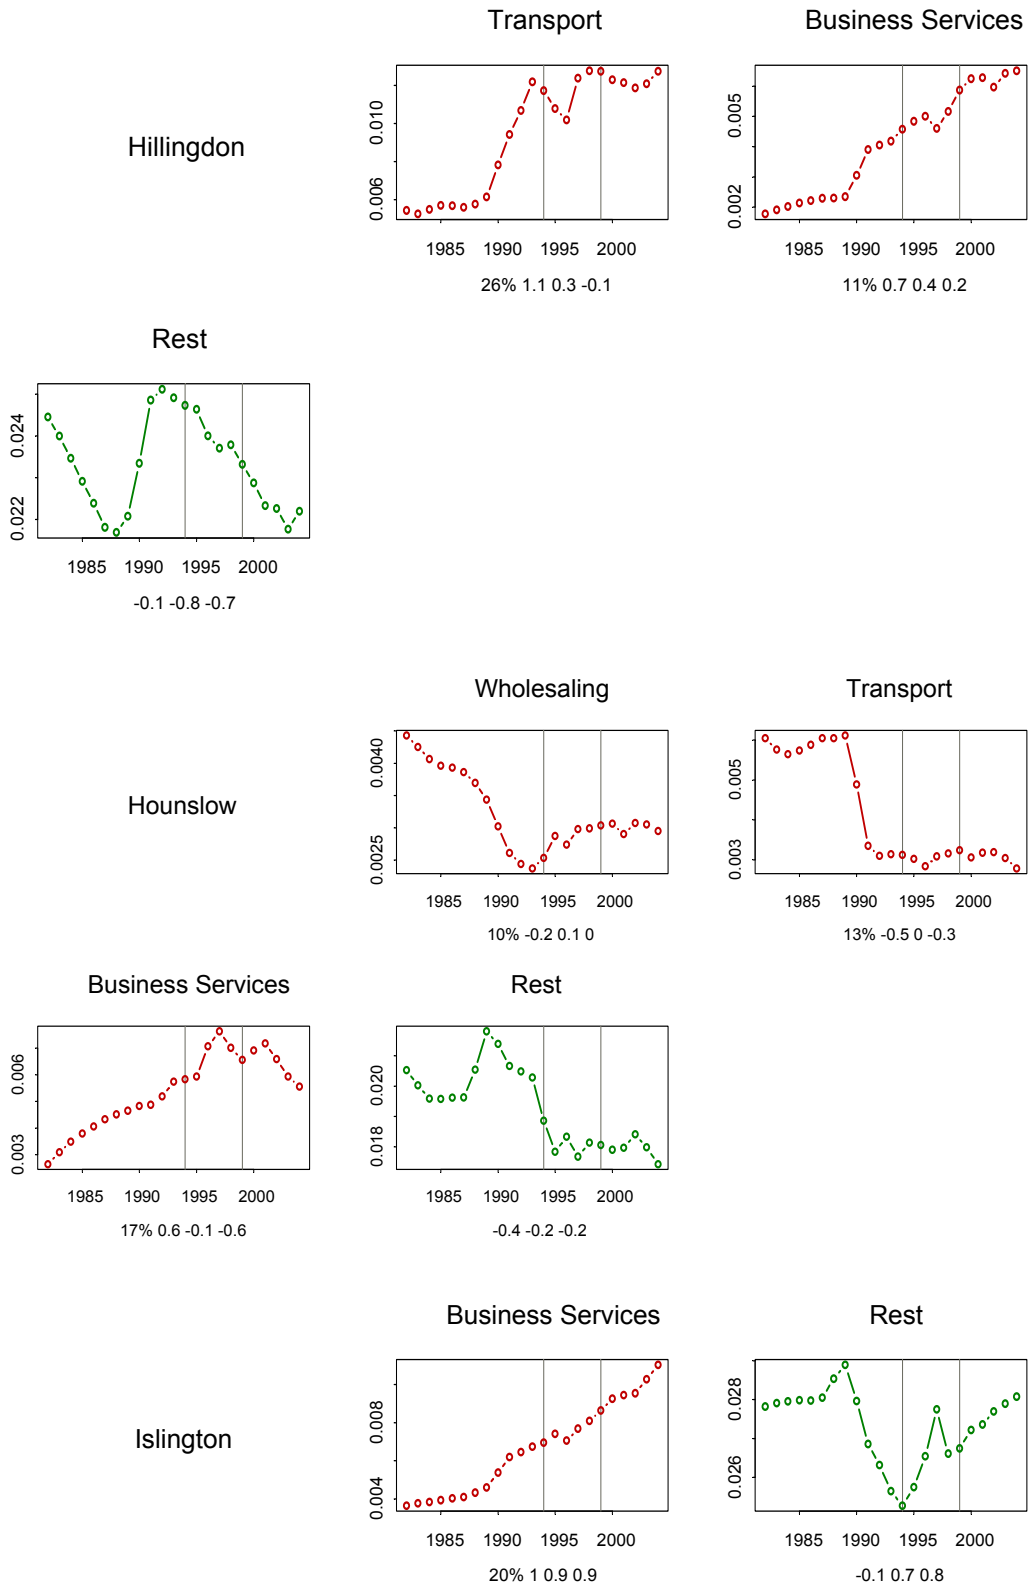 Transport
Business Services
Hillingdon
0.006 0.010
1985 1990 1995 2000
26% 1.1 0.3 -0.1
0.002 0.005
1985 1990 1995 2000
11% 0.7 0.4 0.2
Rest
0.022 0.024
1985 1990 1995 2000
-0.1 -0.8 -0.7
Wholesaling
Transport
Hounslow
0.0025 0.0040
1985 1990 1995 2000
10% -0.2 0.1 0
0.003 0.005
1985 1990 1995 2000
13% -0.5 0 -0.3
Business Services
Rest
0.003 0.006
1985 1990 1995 2000
17% 0.6 -0.1 -0.6
0.018 0.020
1985 1990 1995 2000
-0.4 -0.2 -0.2
Business Services
Rest
Islington
0.004 0.008
1985 1990 1995 2000
20% 1 0.9 0.9
0.026 0.028
1985 1990 1995 2000
-0.1 0.7 0.8